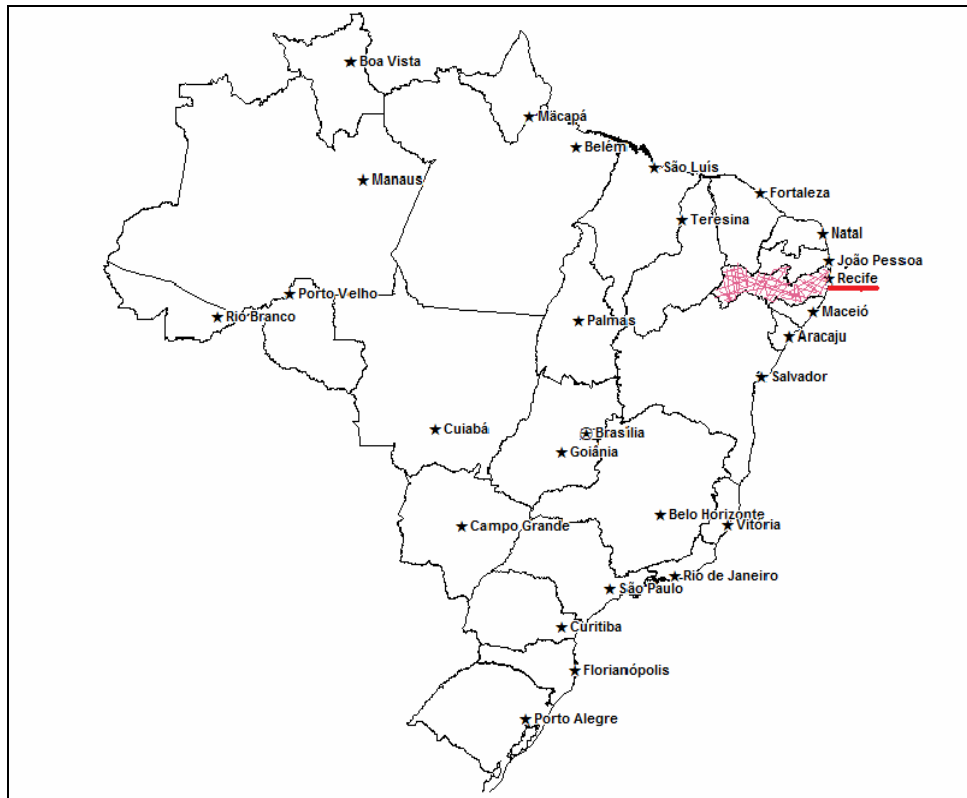 Boa Vista
Macapá
Belém
São Luís
Manaus
Fortaleza
Teresina
Natal
João Pessoa
Recife
Porto Velho
Maceió
Rio Branco
Palmas
Aracaju
Salvador
Cuiabá
Brasília
Goiânia
Belo Horizonte
Campo Grande
Vitória
Rio de Janeiro
São Paulo
Curitiba
Florianópolis
Porto Alegre